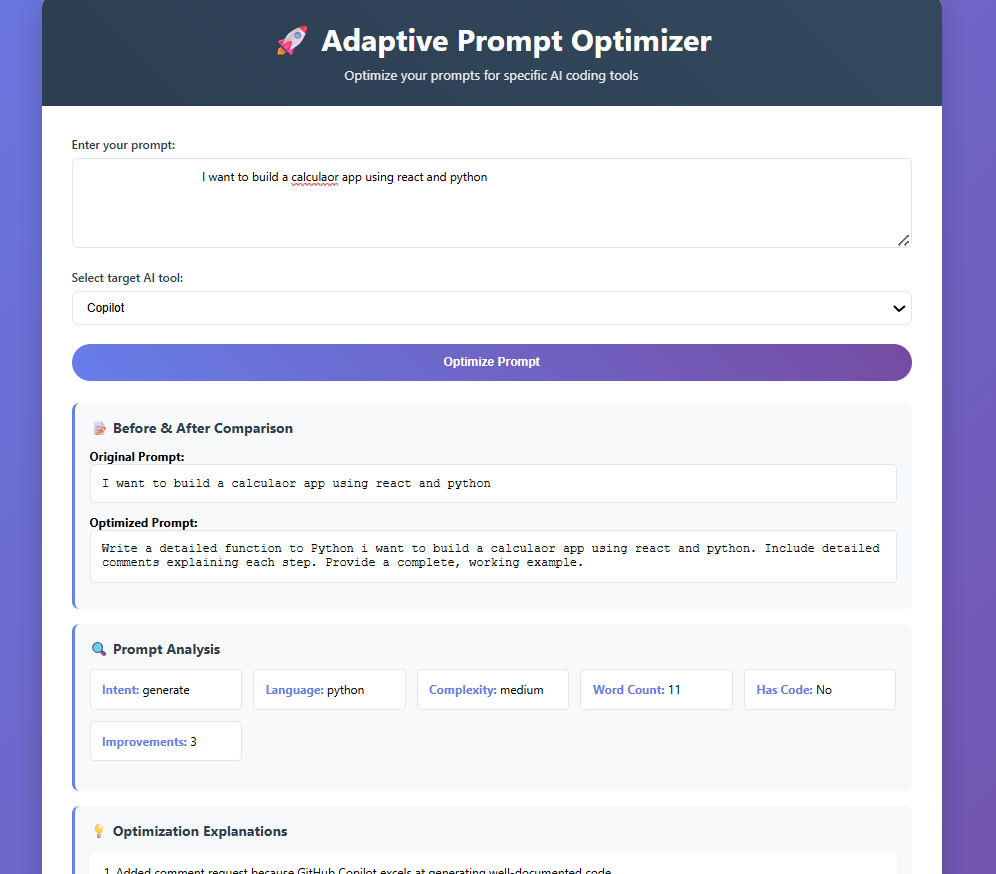 🚀 Adaptive Prompt Optimizer
Optimize your prompts for specific AI coding tools
Enter your prompt:
I want to build a calculaor app using react and python
Select target AI tool:
Copilot
Optimize Prompt
📝 Before & After Comparison
Original Prompt:
I want to build a calculaor app using react and python
Optimized Prompt:
Write a detailed function to Python i want to build a calculaor app using react and python. Include detailed
comments explaining each step. Provide a complete, working example.
🔍 Prompt Analysis
Intent: generate
Language: python
Complexity: medium
Word Count: 11
Has Code: No
Improvements: 3
💡 Optimization Explanations
1. Added comment request because GitHub Copilot excels at generating well-documented code